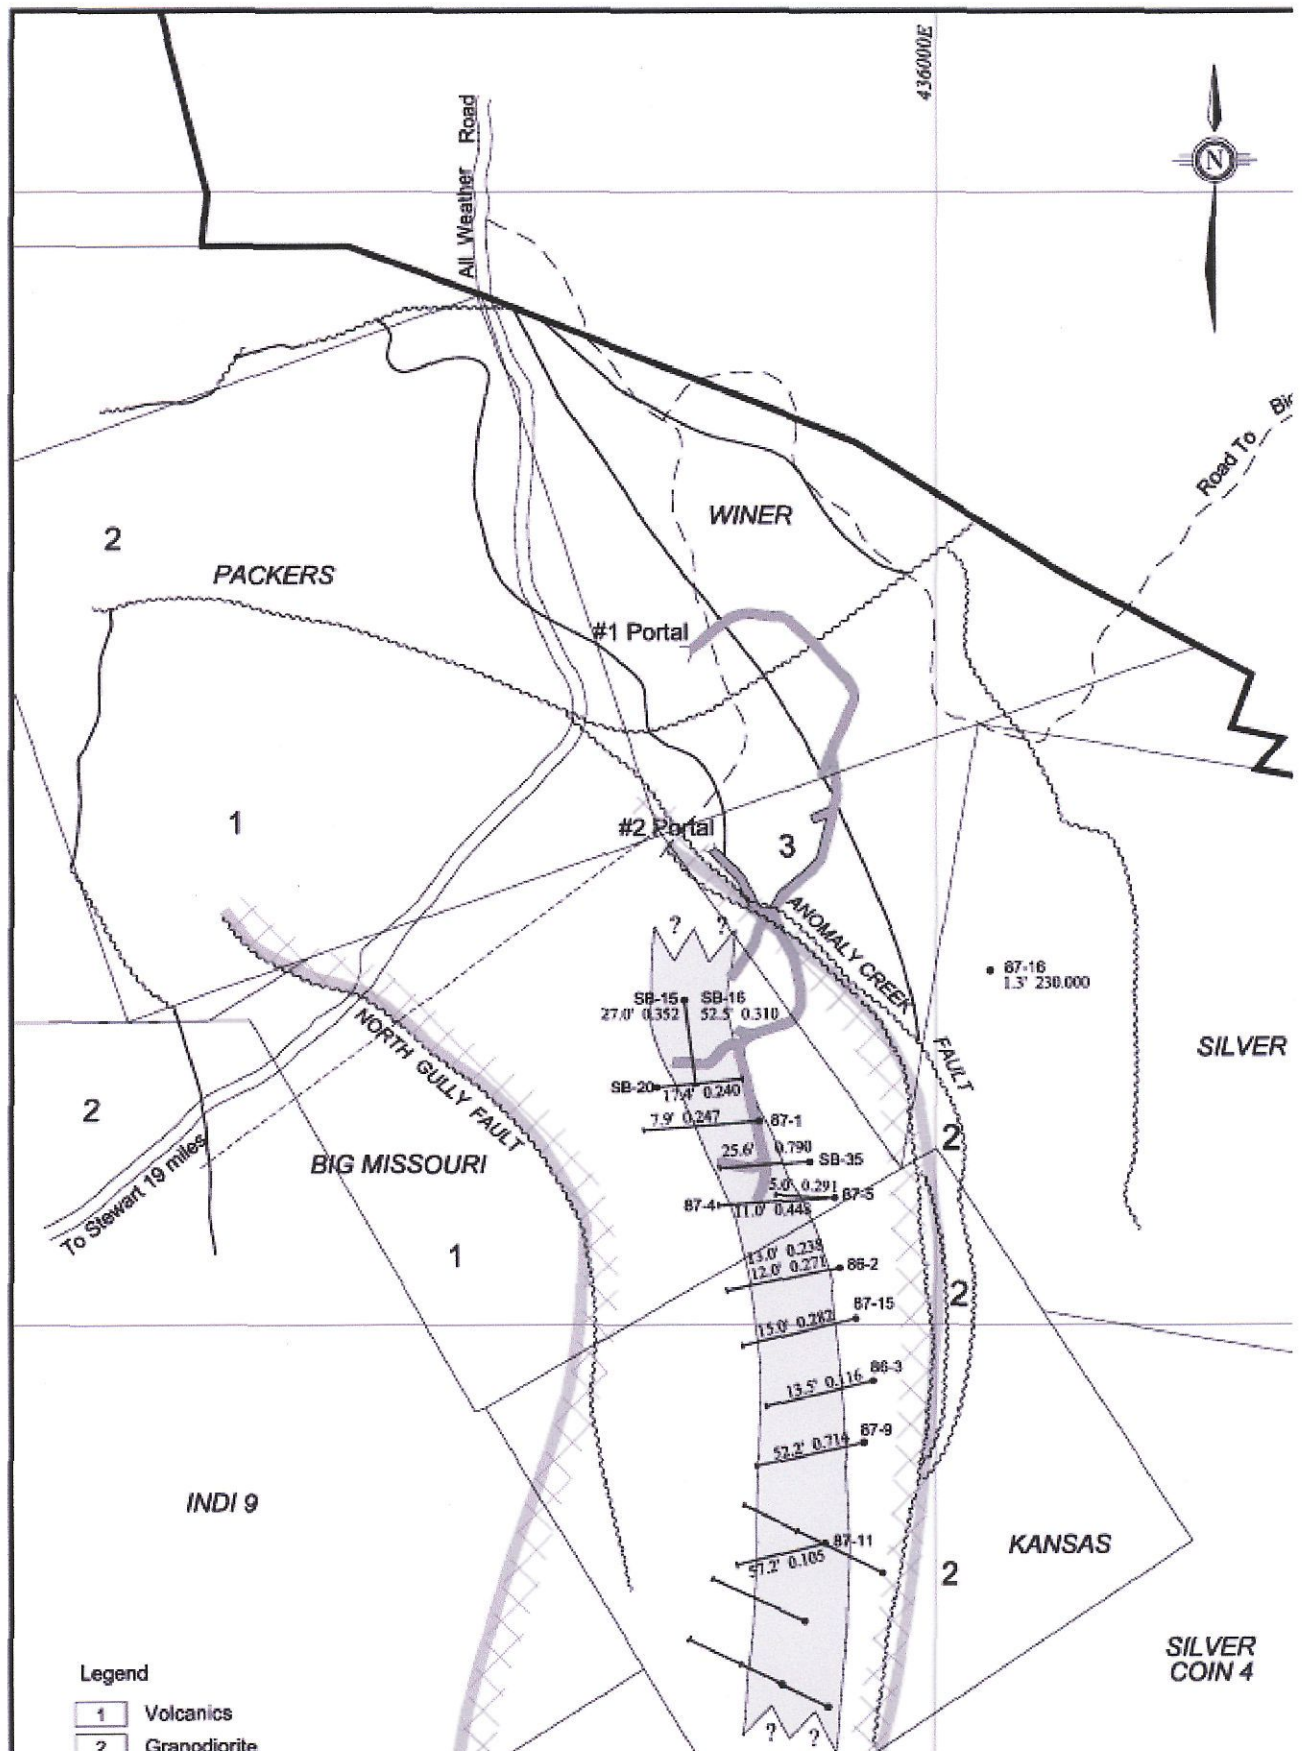 436000E
N
All Weather Road
Road To
WINER
2
PACKERS
#1 Portal
1
#2 Portal
3
ANOMALY CREEK
FAULT
? ?
87-16
1.3' 230.000
SB-15 SB-16
27.0' 0.352 52.5' 0.310
NORTH GULLY FAULT
SILVER
SB-20
17.4' 0.240
2
7.9' 0.247
87-1
2
To Stewart 19 miles
BIG MISSOURI
25.6' 0.790
SB-35
5.0' 0.291
87-5
87-4
11.0' 0.448
13.0' 0.238
12.0' 0.271
86-2
1
2
87-15
15.0' 0.282
86-3
13.5' 0.116
87-9
52.2' 0.714
INDI 9
87-11
57.2' 0.105
KANSAS
2
SILVER
COIN 4
? ?
Legend
1 Volcanics
2 Granodiorite